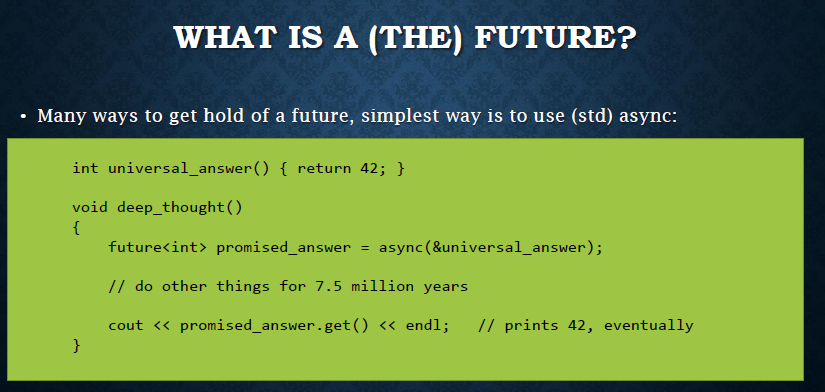 WHAT IS A (THE) FUTURE?
• Many ways to get hold of a future, simplest way is to use (std) async:
int universal_answer() { return 42; }
void deep_thought()
{
future<int> promised_answer = async(&universal_answer);
// do other things for 7.5 million years
cout << promised_answer.get() << endl; // prints 42, eventually
}